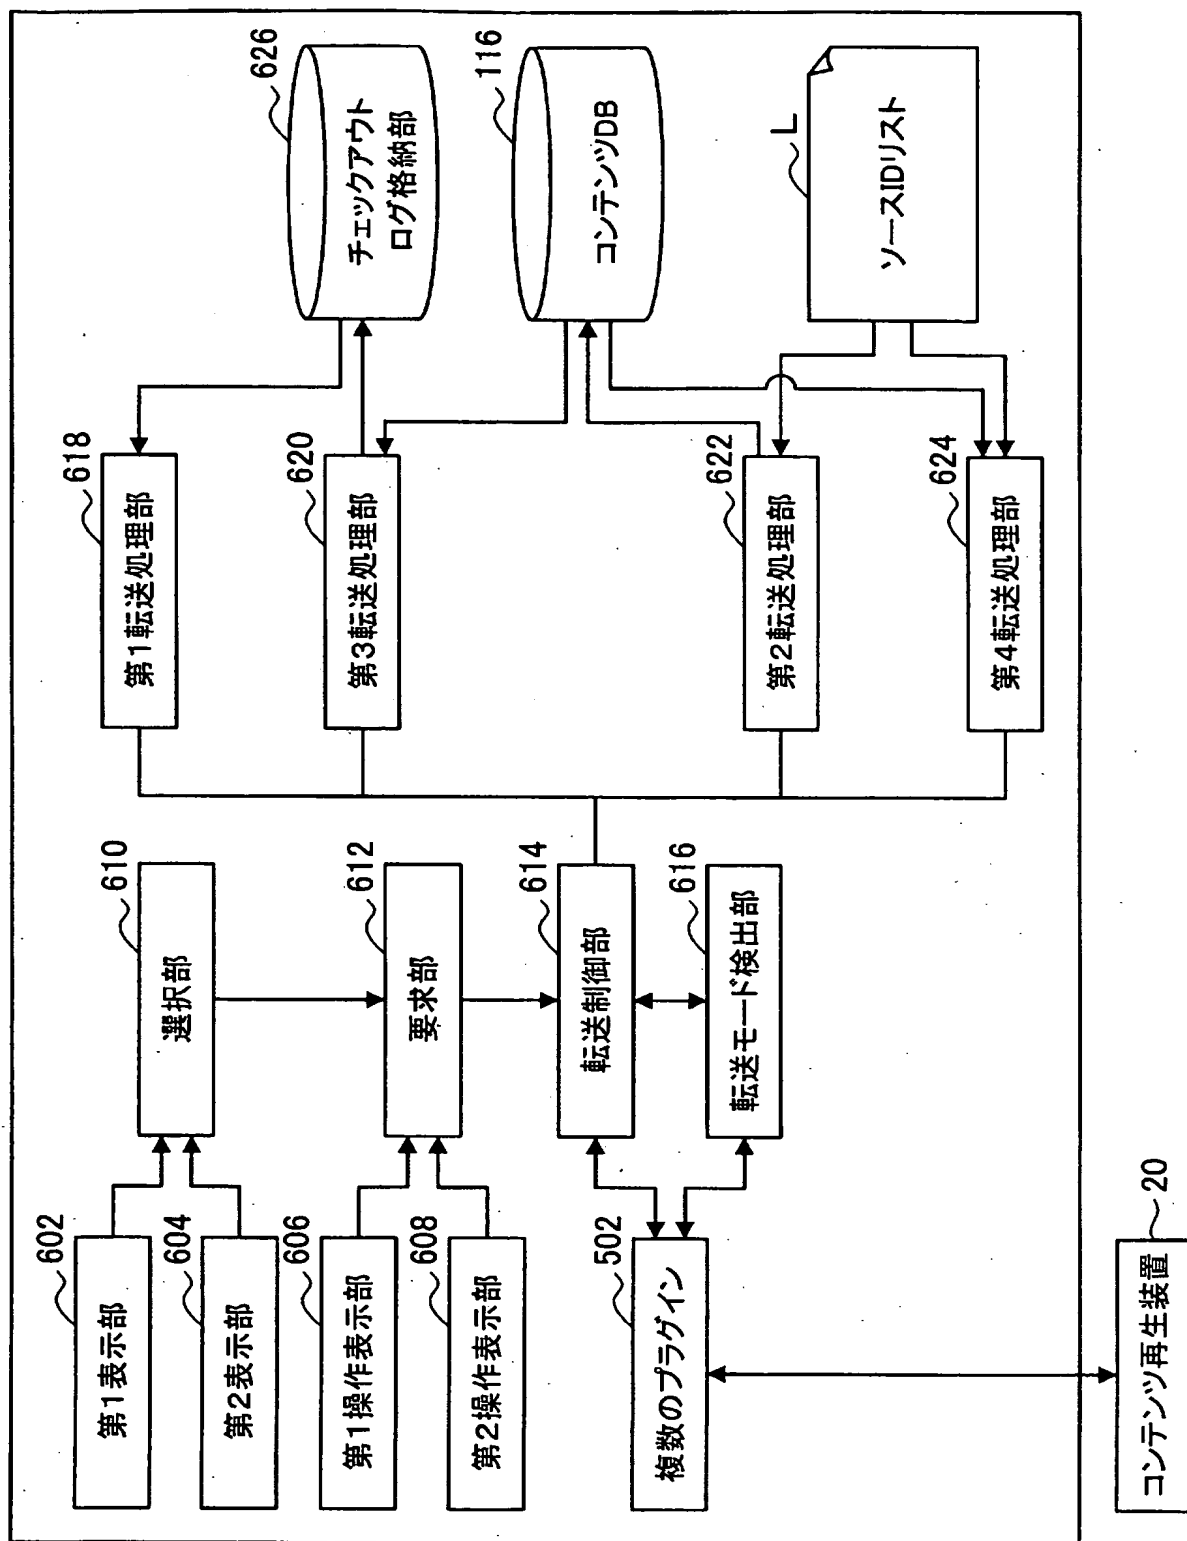 602
第1表示部
604
第2表示部
606
第1操作表示部
608
第2操作表示部
502
複数のプラグイン
610
選択部
612
要求部
614
転送制御部
616
転送モード検出部
618
第1転送処理部
620
第3転送処理部
622
第2転送処理部
624
第4転送処理部
626
チェックアウト
ログ格納部
116
コンテンツDB
L
ソースIDリスト
20
コンテンツ再生装置